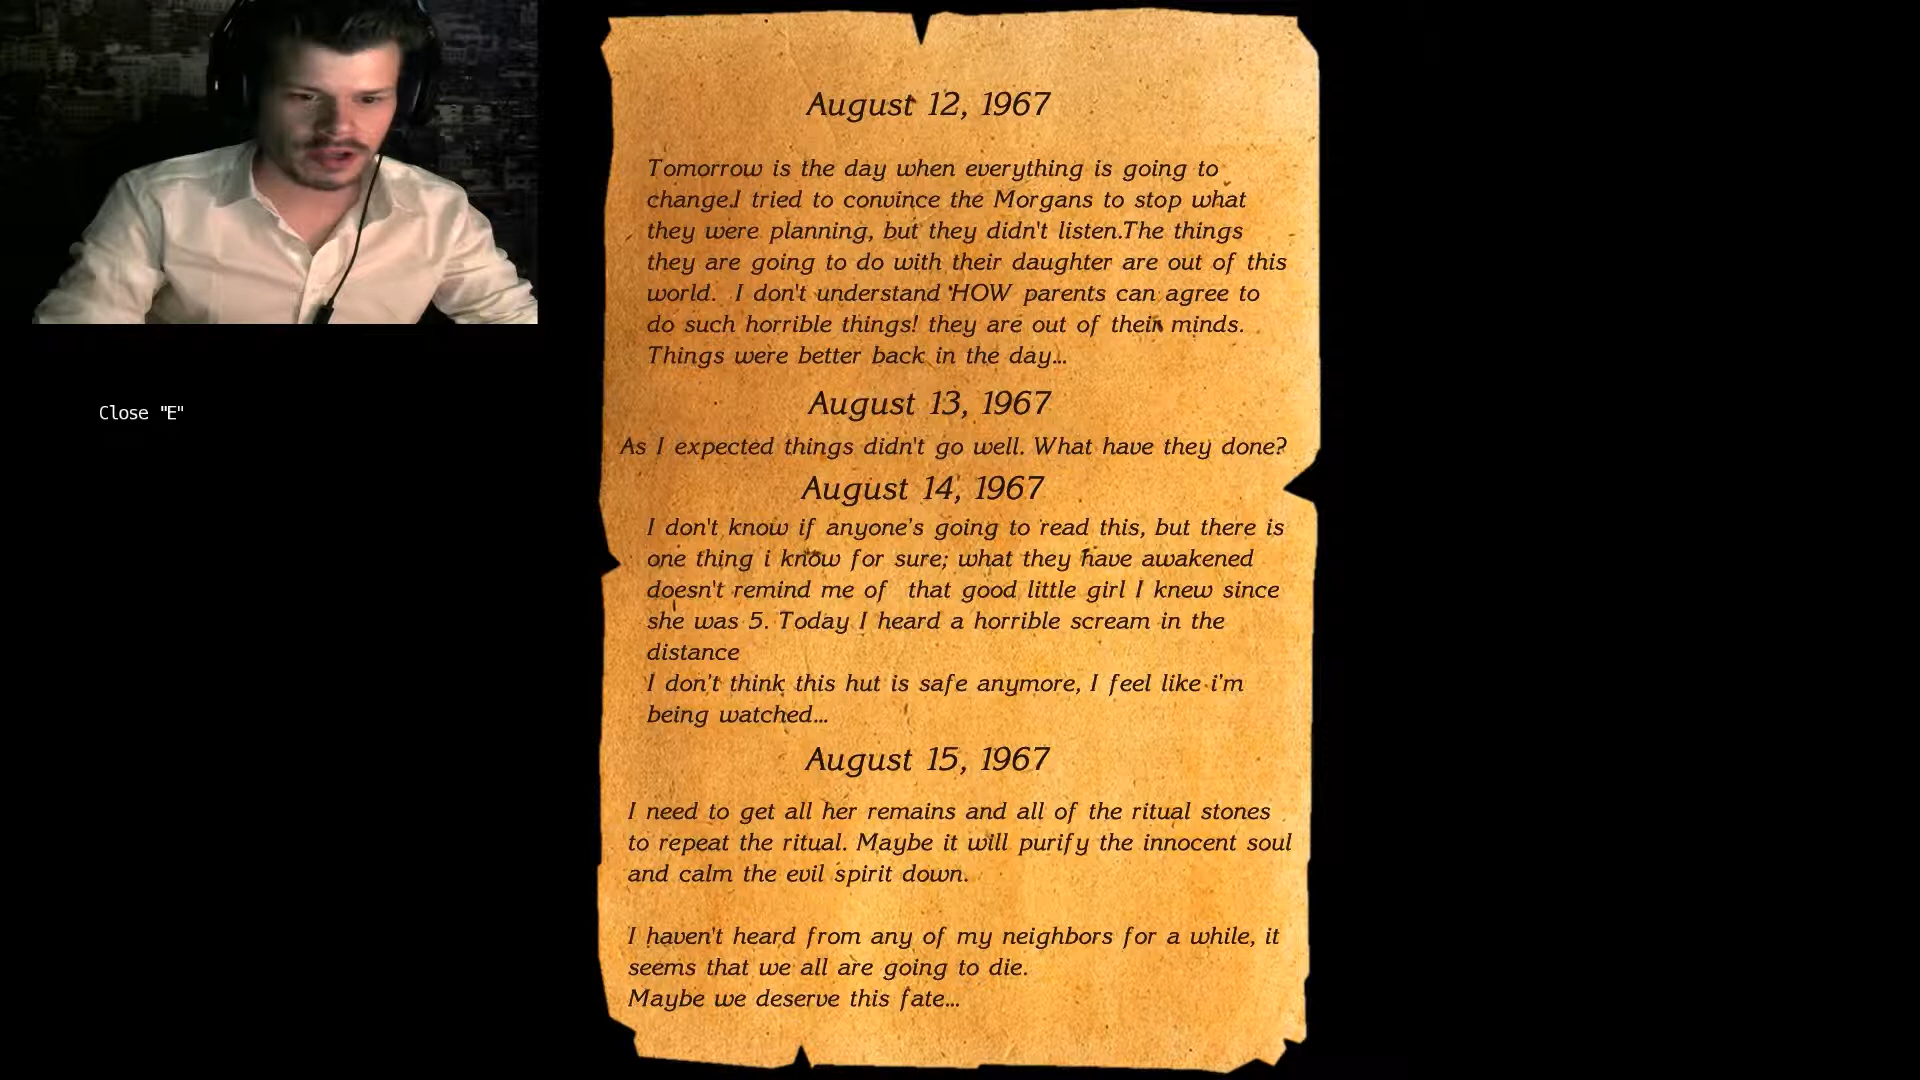 August 12, 1967
Tomorrow is the day when everything is going to
change.I tried to convince the Morgans to stop what
they were planning, but they didn't listen.The things
they are going to do with their daughter are out of this
world.  I don't understand HOW parents can agree to
do such horrible things! they are out of their minds.
Things were better back in the day...
August 13, 1967
As I expected things didn't go well. What have they done?
August 14, 1967
I don't know if anyone's going to read this, but there is
one thing i know for sure; what they have awakened
doesn't remind me of  that good little girl I knew since
she was 5. Today I heard a horrible scream in the
distance
I don't think this hut is safe anymore, I feel like i'm
being watched...
August 15, 1967
I need to get all her remains and all of the ritual stones
to repeat the ritual. Maybe it will purify the innocent soul
and calm the evil spirit down.
I haven't heard from any of my neighbors for a while, it
seems that we all are going to die.
Maybe we deserve this fate...
Close "E"